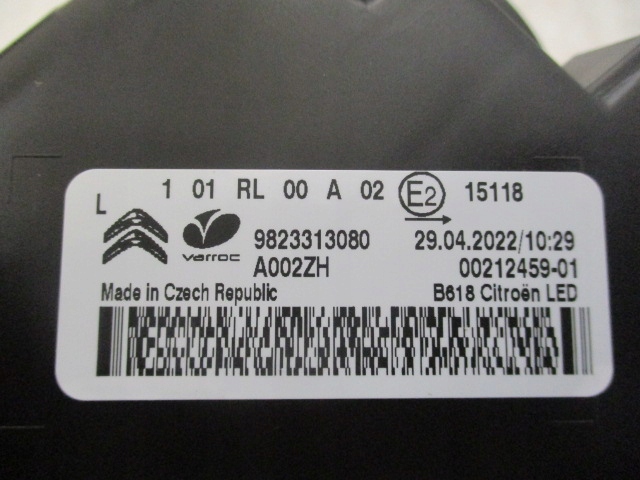 L 1 01 RL 00 A 02 E2 15118
varroc 9823313080 29.04.2022/10:29
A002ZH 00212459-01
Made in Czech Republic B618 Citroën LED